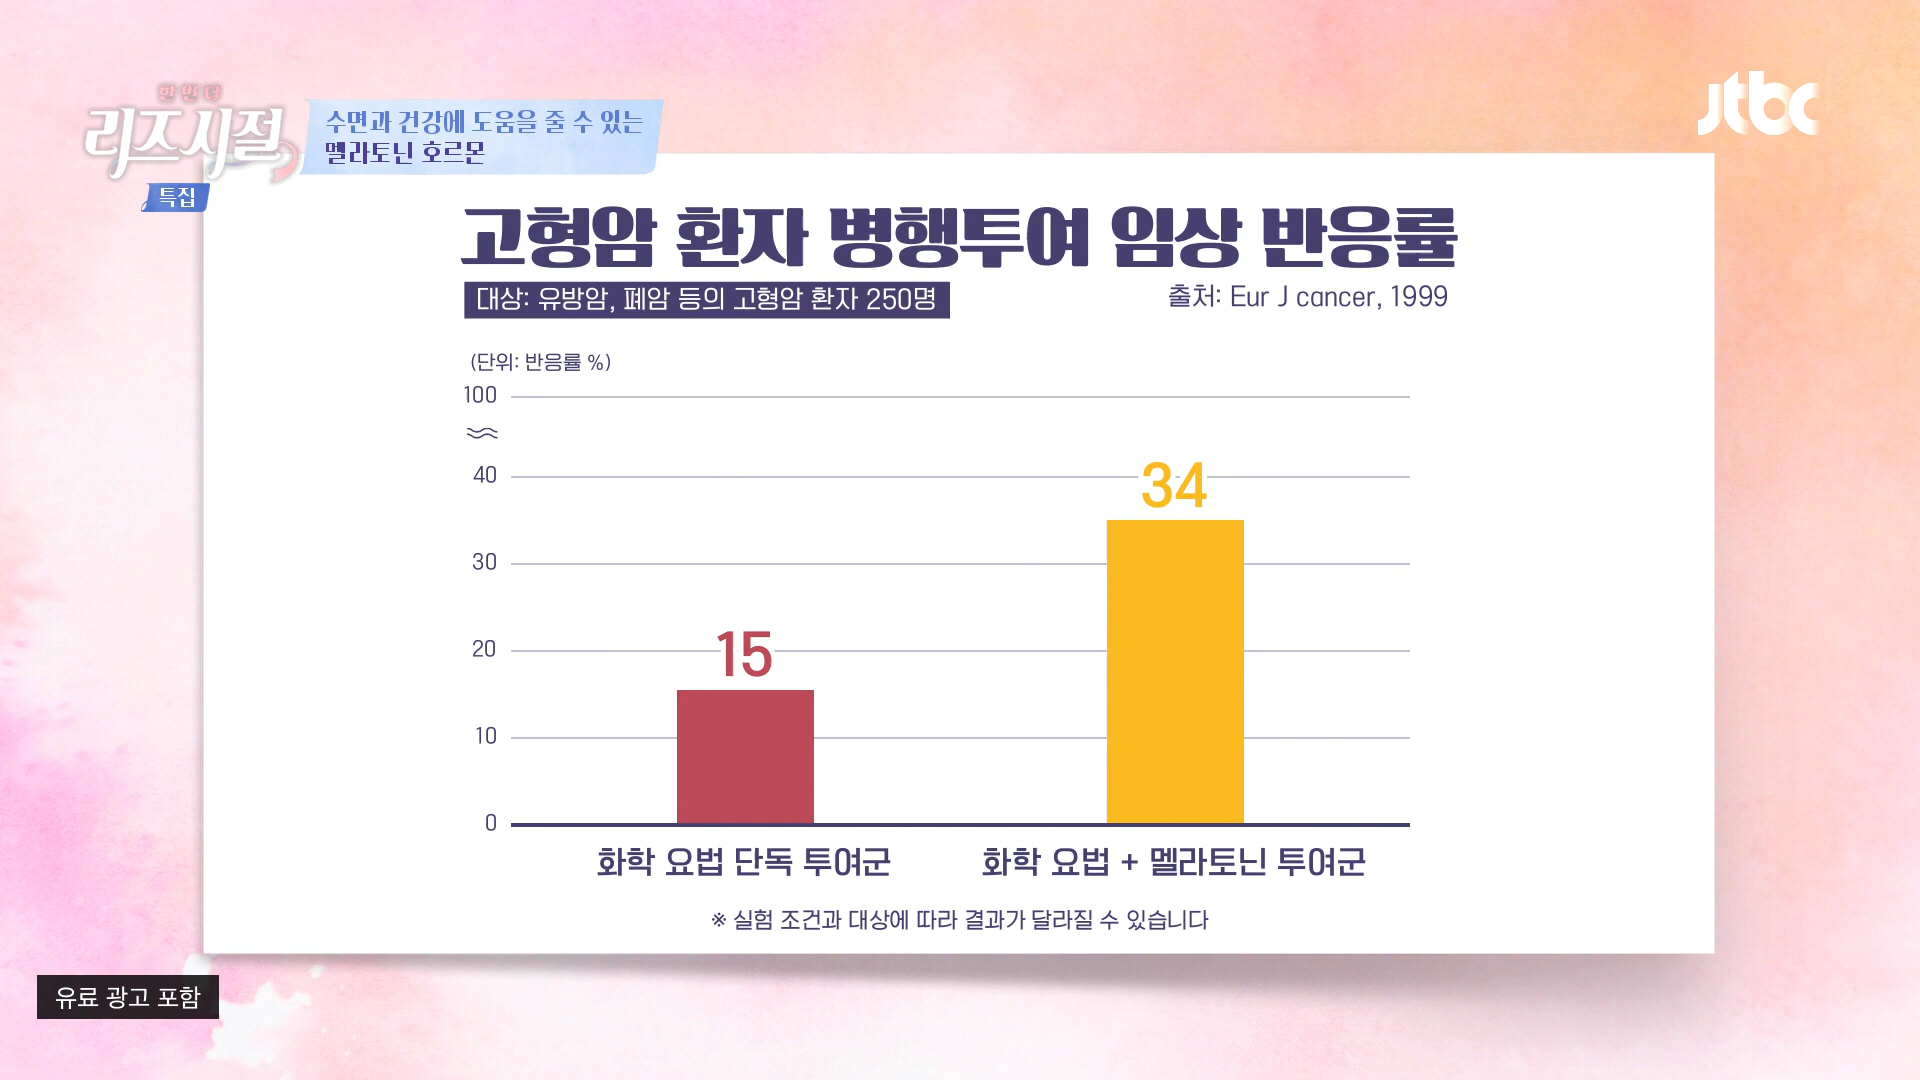 한 번 더
리즈시절
특집
수면과 건강에 도움을 줄 수 있는
멜라토닌 호르몬
jtbc
고형암 환자 병행투여 임상 반응률
대상: 유방암, 폐암 등의 고형암 환자 250명
출처: Eur J cancer, 1999
(단위: 반응률 %)
100
40
30
20
10
0
15
34
화학 요법 단독 투여군
화학 요법 + 멜라토닌 투여군
※ 실험 조건과 대상에 따라 결과가 달라질 수 있습니다
유료 광고 포함